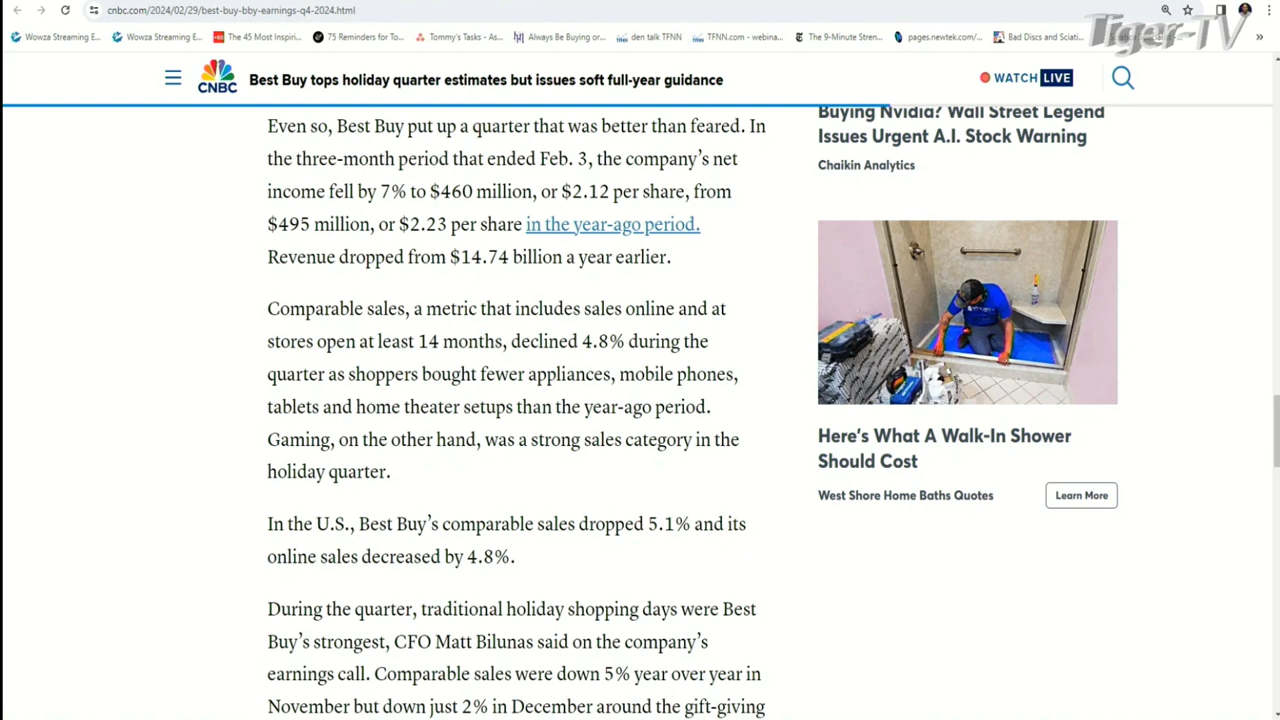 cnbc.com/2024/02/29/best-buy-bby-earnings-q4-2024.html
Wowza Streaming E...
Wowza Streaming E...
The 45 Most Inspiri...
75 Reminders for To...
Tommy's Tasks - As...
Always Be Buying or...
den talk TFNN
TFNN.com - webina...
The 9-Minute Stren...
pages.newtek.com/...
Bad Discs and Sciati...
Tiger-TV
CNBC
Best Buy tops holiday quarter estimates but issues soft full-year guidance
WATCH LIVE
Even so, Best Buy put up a quarter that was better than feared. In
the three-month period that ended Feb. 3, the company's net
income fell by 7% to $460 million, or $2.12 per share, from
$495 million, or $2.23 per share in the year-ago period.
Revenue dropped from $14.74 billion a year earlier.
Comparable sales, a metric that includes sales online and at
stores open at least 14 months, declined 4.8% during the
quarter as shoppers bought fewer appliances, mobile phones,
tablets and home theater setups than the year-ago period.
Gaming, on the other hand, was a strong sales category in the
holiday quarter.
In the U.S., Best Buy's comparable sales dropped 5.1% and its
online sales decreased by 4.8%.
During the quarter, traditional holiday shopping days were Best
Buy's strongest, CFO Matt Bilunas said on the company's
earnings call. Comparable sales were down 5% year over year in
November but down just 2% in December around the gift-giving
Buying Nvidia? Wall Street Legend
Issues Urgent A.I. Stock Warning
Chaikin Analytics
Here's What A Walk-In Shower
Should Cost
West Shore Home Baths Quotes
Learn More